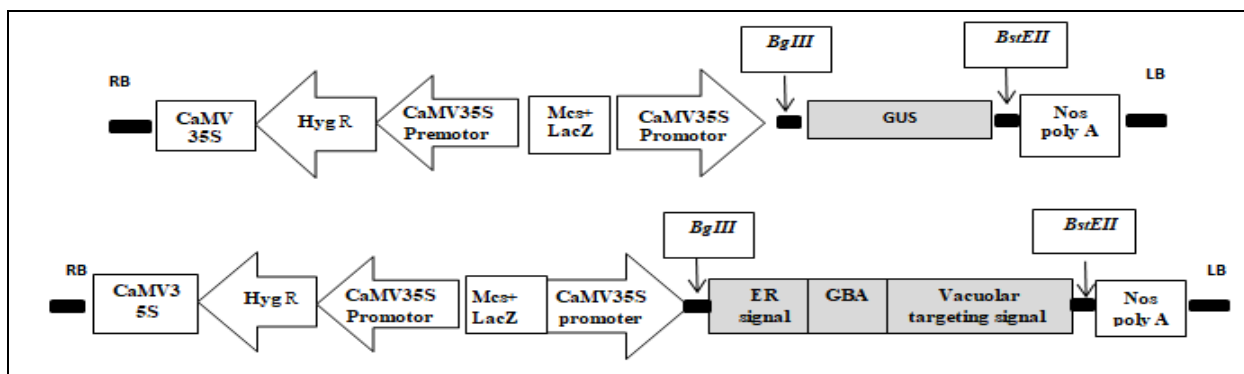 BgIII
BstEII
RB
LB
CaMV
35S
Hyg R
CaMV35S
Premotor
Mcs+
LacZ
CaMV35S
Promotor
GUS
Nos
poly A
BgIII
BstEII
RB
LB
CaMV3
5S
Hyg R
CaMV35S
Promotor
Mcs+
LacZ
CaMV35S
promoter
ER
signal
GBA
Vacuolar
targeting signal
Nos
poly A